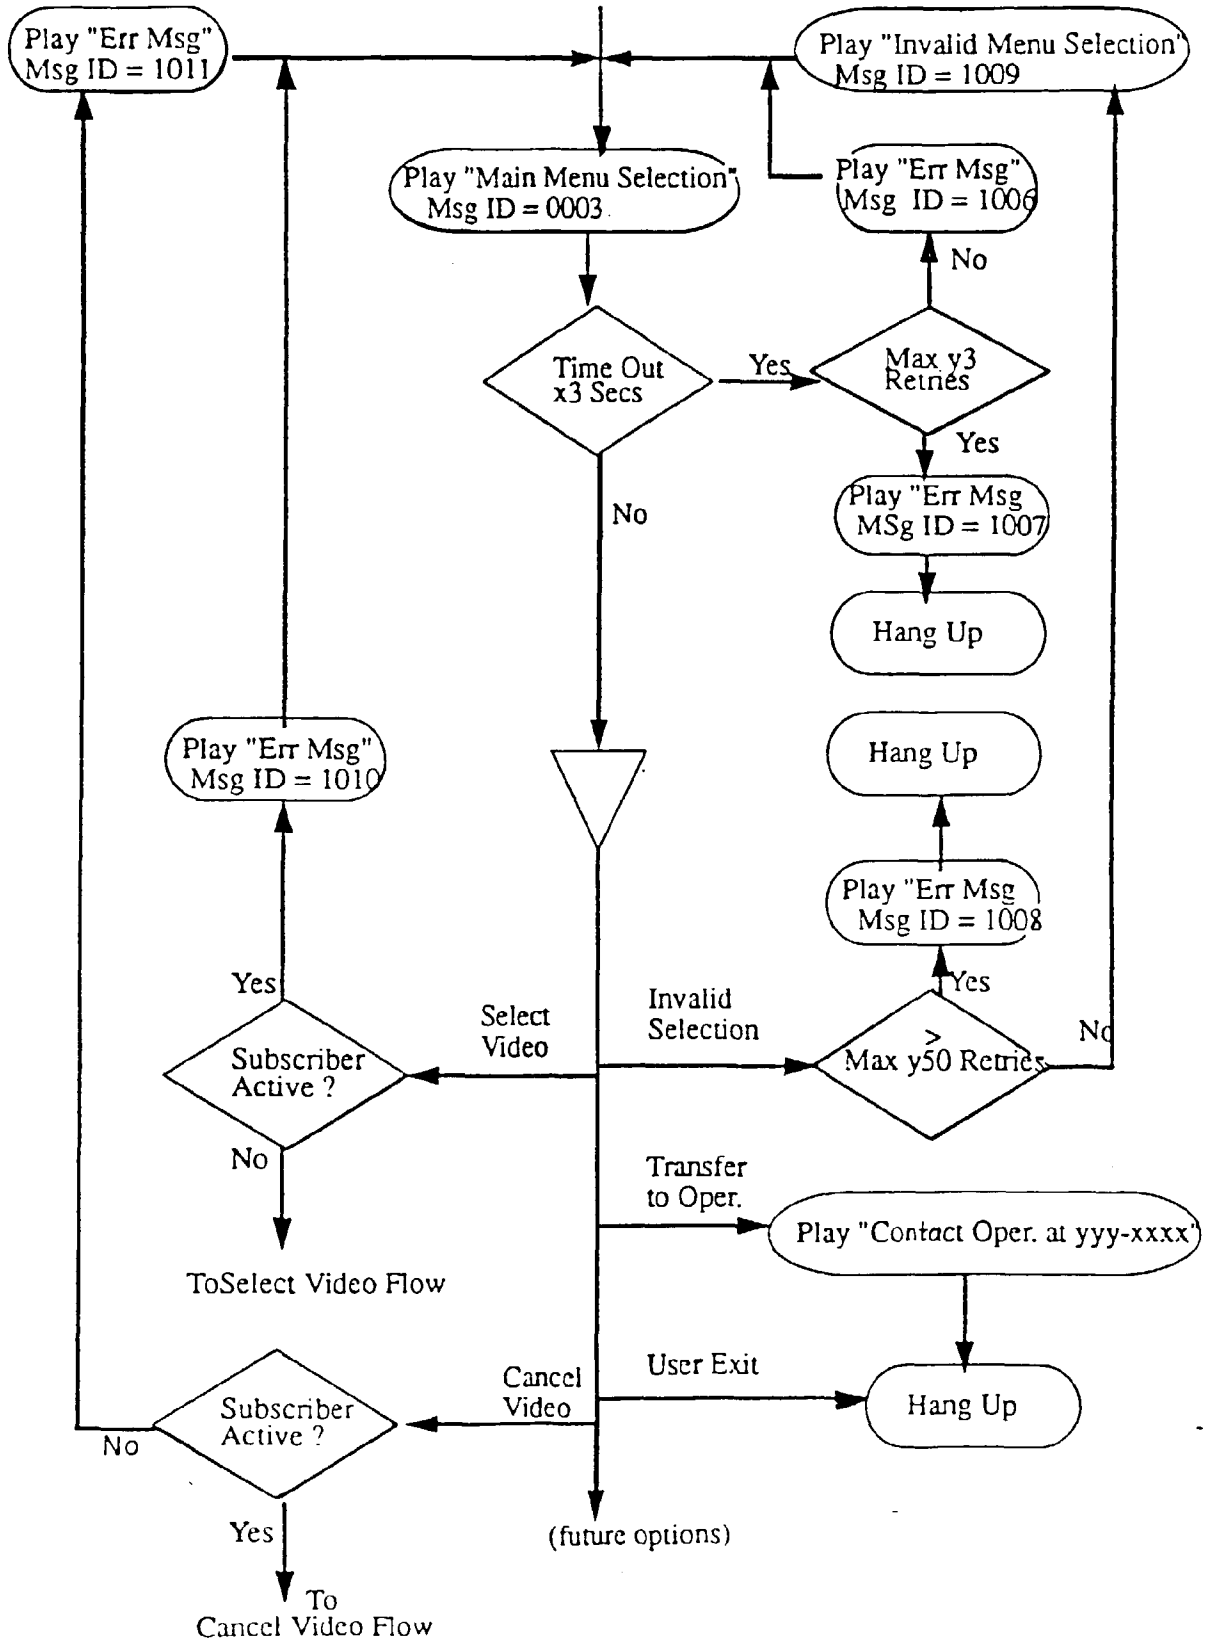 Play "Err Msg"
Msg ID = 1011
Play "Invalid Menu Selection"
Msg ID = 1009
Play "Main Menu Selection"
Msg ID = 0003
Play "Err Msg"
Msg ID = 1006
No
Time Out
x3 Secs
Yes
Max y3
Retries
Yes
No
Play "Err Msg
MSg ID = 1007
Hang Up
Play "Err Msg"
Msg ID = 1010
Hang Up
Play "Err Msg
Msg ID = 1008
Yes
Yes
Select
Video
Invalid
Selection
No
Subscriber
Active ?
>
Max y50 Retries
No
Transfer
to Oper.
Play "Contact Oper. at yyy-xxxx"
ToSelect Video Flow
Cancel
Video
User Exit
Hang Up
Subscriber
Active ?
No
Yes
(future options)
To
Cancel Video Flow